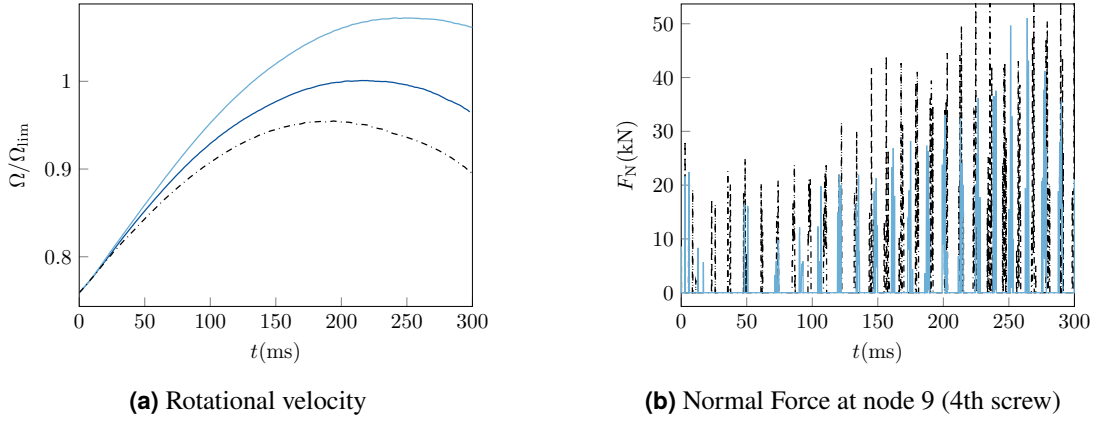 1
0.9
0.8
Ω/Ω_lim
0 50 100 150 200 250 300
t(ms)
(a) Rotational velocity
50
40
30
20
10
0
F_N(kN)
0 50 100 150 200 250 300
t(ms)
(b) Normal Force at node 9 (4th screw)